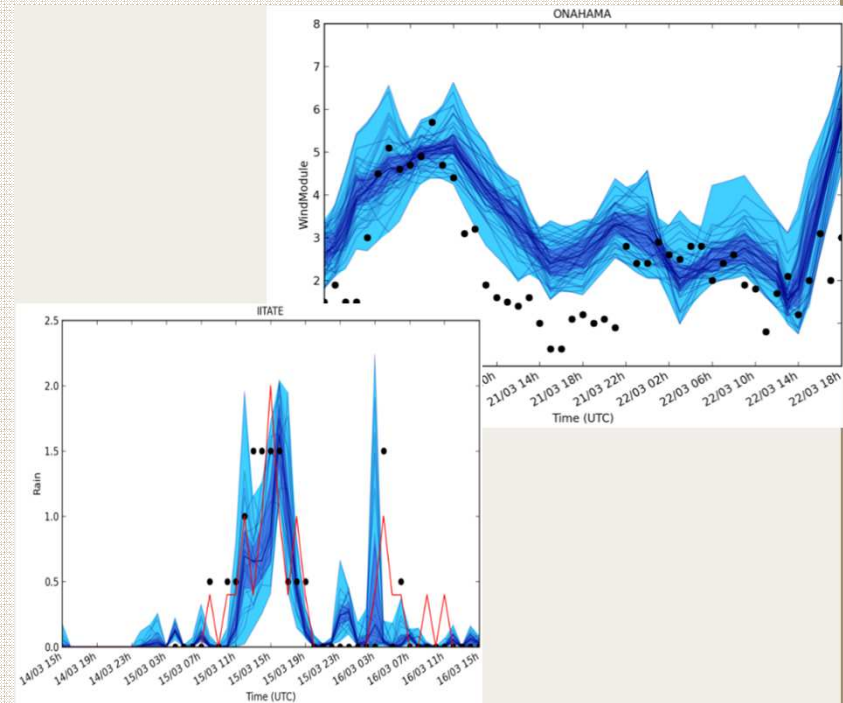 ONAHAMA
8
7
6
5
4
3
2
WindModule
0h
21/03 14h
21/03 18h
21/03 22h
22/03 02h
22/03 06h
22/03 10h
22/03 14h
22/03 18h
Time (UTC)
IITATE
2.5
2.0
1.5
1.0
0.5
0.0
Rain
14/03 15h
14/03 19h
14/03 22h
15/03 03h
15/03 07h
15/03 11h
15/03 15h
15/03 19h
15/03 23h
16/03 03h
16/03 07h
16/03 11h
16/03 15h
Time (UTC)